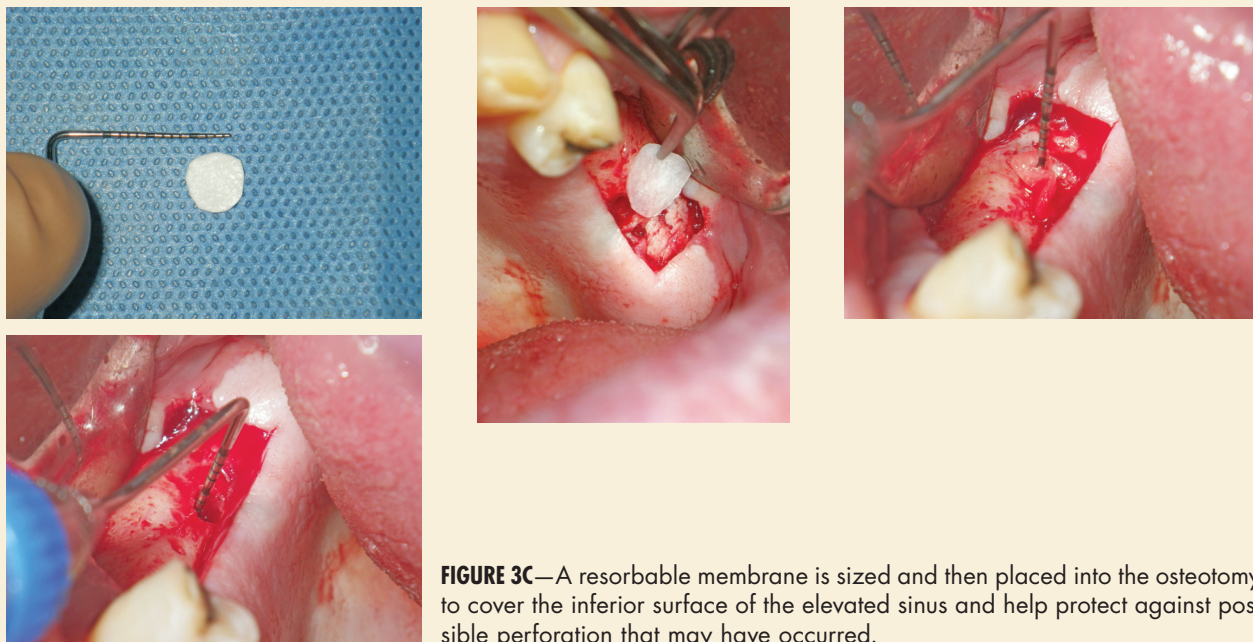 FIGURE 3C—A resorbable membrane is sized and then placed into the osteotomy
to cover the inferior surface of the elevated sinus and help protect against pos-
sible perforation that may have occurred.